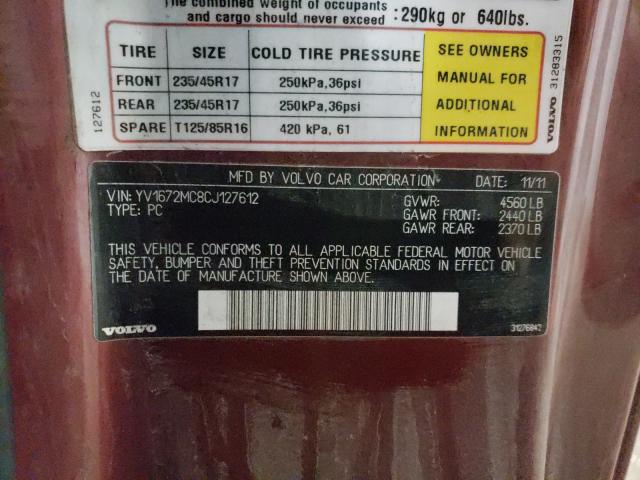 The combined weight of occupants
and cargo should never exceed : 290kg or 640lbs.
TIRE SIZE COLD TIRE PRESSURE SEE OWNERS MANUAL FOR ADDITIONAL INFORMATION
FRONT 235/45R17 250kPa,36psi
REAR 235/45R17 250kPa,36psi
SPARE T125/85R16 420 kPa, 61
127612
31283315
VOLVO
MFD BY VOLVO CAR CORPORATION DATE: 11/11
VIN: YV1672MC8CJ127612 GVWR: 4560 LB
TYPE: PC GAWR FRONT: 2440 LB
GAWR REAR: 2370 LB
THIS VEHICLE CONFORMS TO ALL APPLICABLE FEDERAL MOTOR VEHICLE
SAFETY, BUMPER AND THEFT PREVENTION STANDARDS IN EFFECT ON
THE DATE OF MANUFACTURE SHOWN ABOVE.
VOLVO